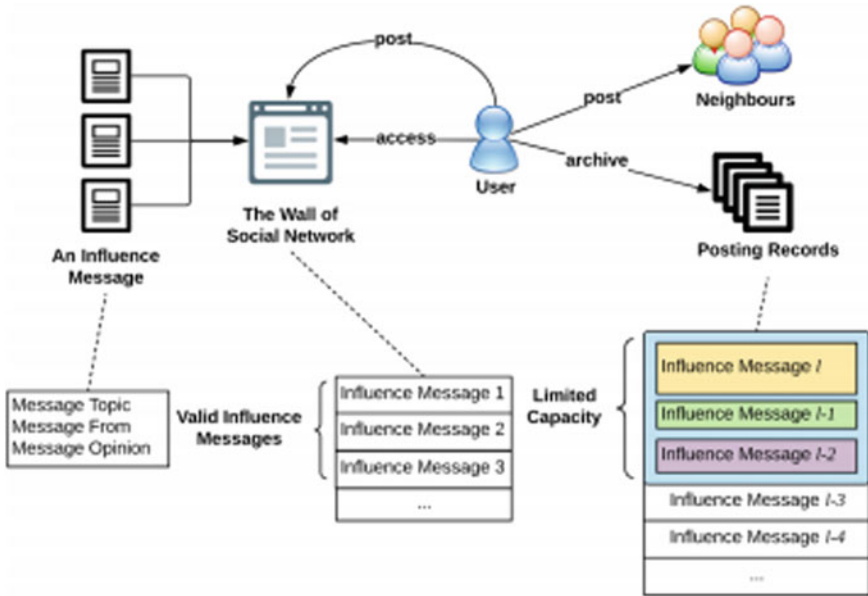 post
post
Neighbours
access
archive
User
The Wall of
Social Network
An Influence
Message
Posting Records
Message Topic
Message From
Message Opinion
Valid Influence
Messages
Influence Message 1
Influence Message 2
Influence Message 3
...
Limited
Capacity
Influence Message l
Influence Message l-1
Influence Message l-2
Influence Message l-3
Influence Message l-4
...